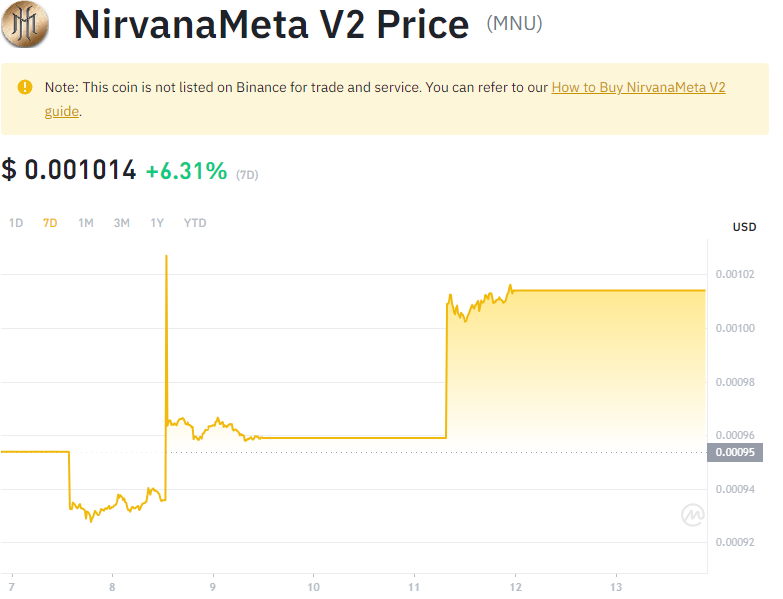 NirvanaMeta V2 Price (MNU)
Note: This coin is not listed on Binance for trade and service. You can refer to our How to Buy NirvanaMeta V2
guide.
$ 0.001014 +6.31% (7D)
1D 7D 1M 3M 1Y YTD
USD
0.00102
0.00100
0.00098
0.00096
0.00095
0.00094
0.00092
7 8 9 10 11 12 13